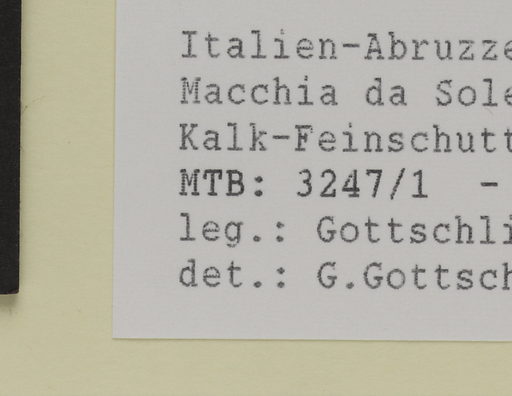 Italien-Abruzze
Macchia da Sole
Kalk-Feinschutt
MTB: 3247/1 -
leg.: Gottschli
det.: G.Gottsch